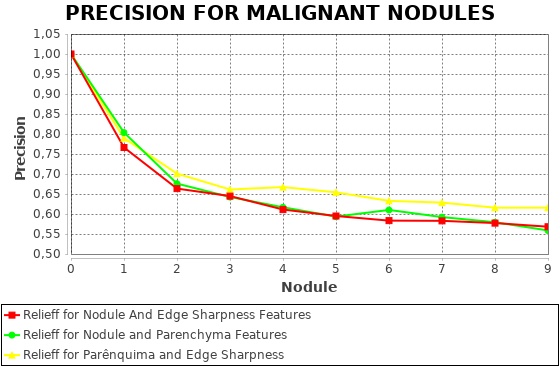 PRECISION FOR MALIGNANT NODULES
1,05
1,00
0,95
0,90
0,85
0,80
0,75
0,70
0,65
0,60
0,55
0,50
Precision
0 1 2 3 4 5 6 7 8 9
Nodule
Relieff for Nodule And Edge Sharpness Features
Relieff for Nodule and Parenchyma Features
Relieff for Parênquima and Edge Sharpness